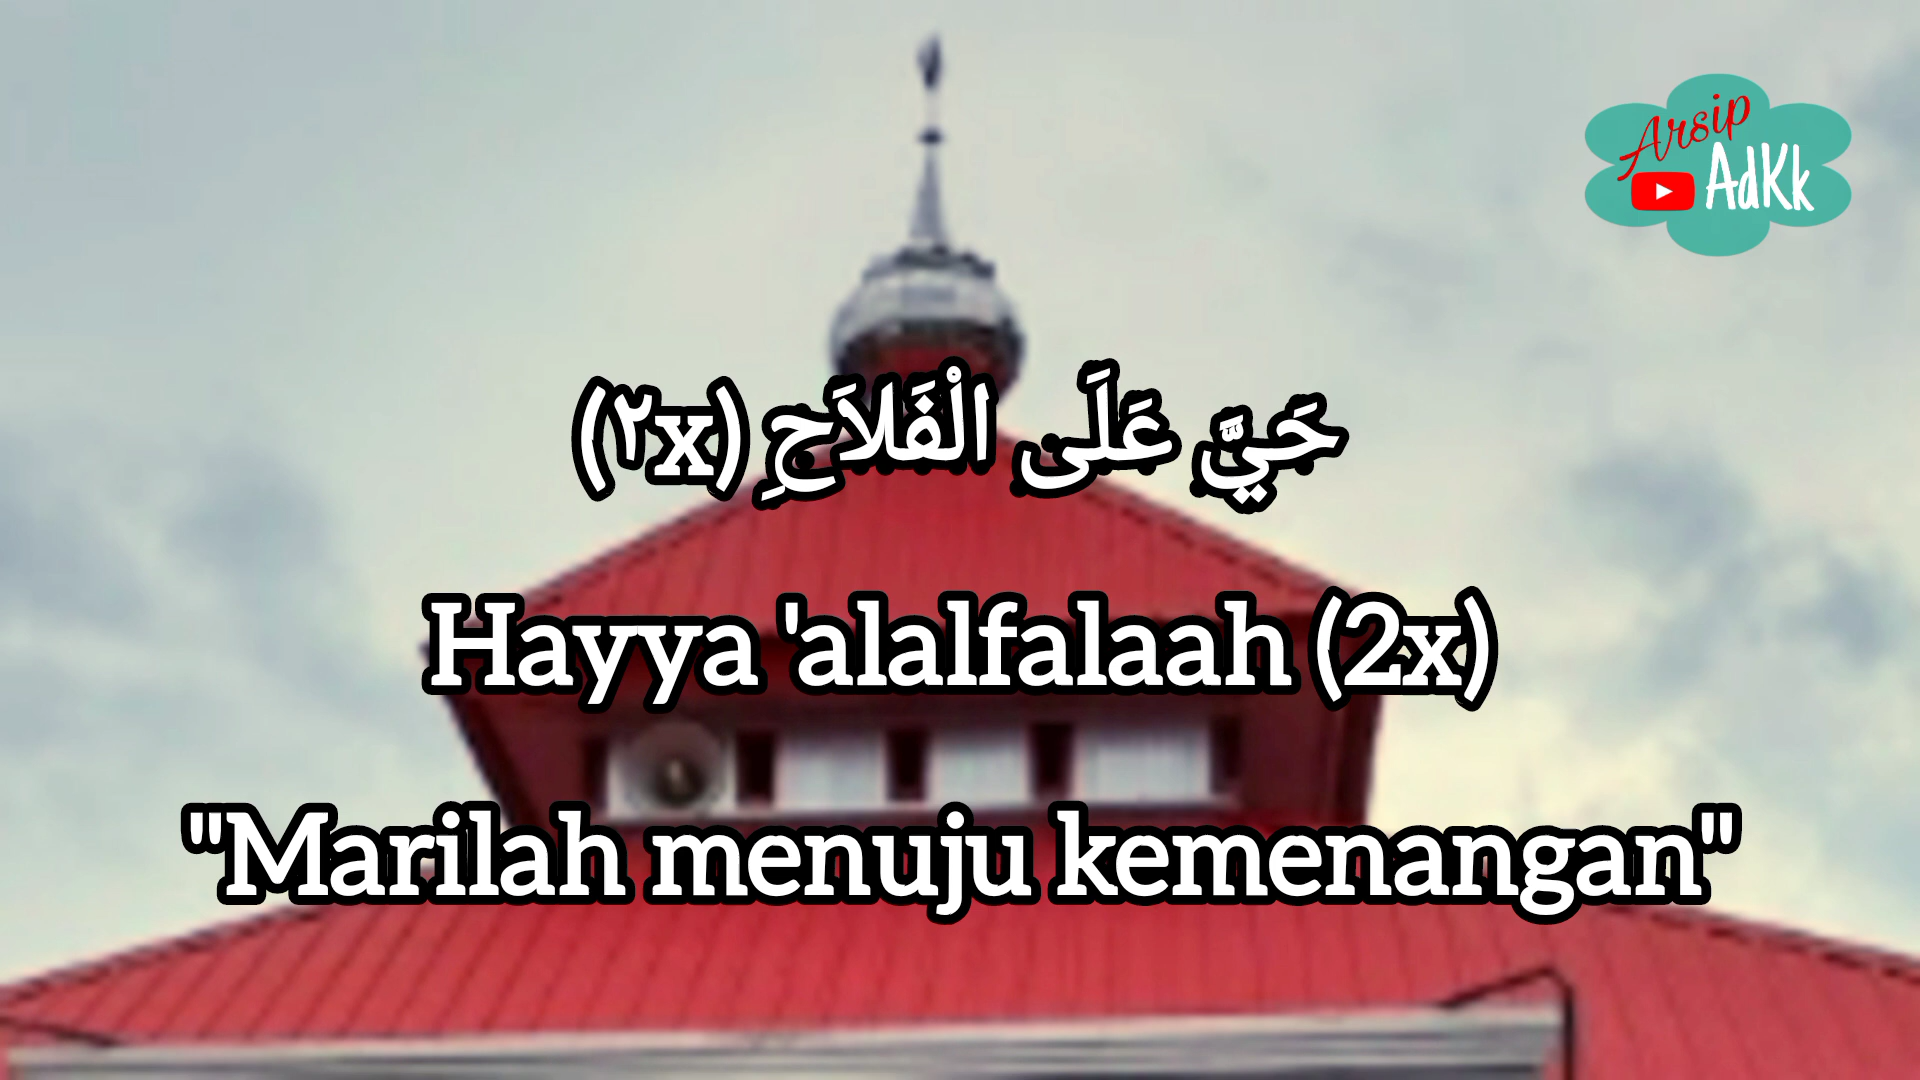 Arsip
AdKk
حَيَّ عَلَى الْفَلاَحِ (٢x)
Hayya 'alalfalaah (2x)
"Marilah menuju kemenangan"